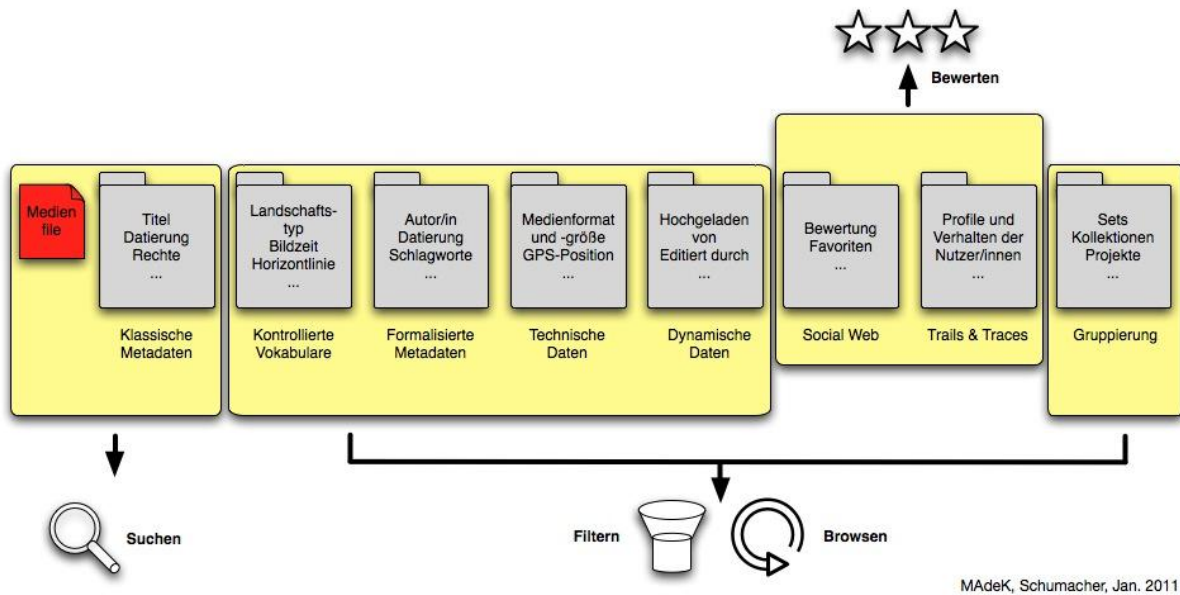 Bewerten
Medien
file
Titel
Datierung
Rechte
...
Klassische
Metadaten
Landschafts-
typ
Bildzeit
Horizontlinie
...
Kontrollierte
Vokabulare
Autor/in
Datierung
Schlagworte
...
Formalisierte
Metadaten
Medienformat
und -größe
GPS-Position
...
Technische
Daten
Hochgeladen
von
Editiert durch
...
Dynamische
Daten
Bewertung
Favoriten
...
Social Web
Profile und
Verhalten der
Nutzer/innen
...
Trails & Traces
Sets
Kollektionen
Projekte
...
Gruppierung
Suchen
Filtern
Browsen
MAdeK, Schumacher, Jan. 2011